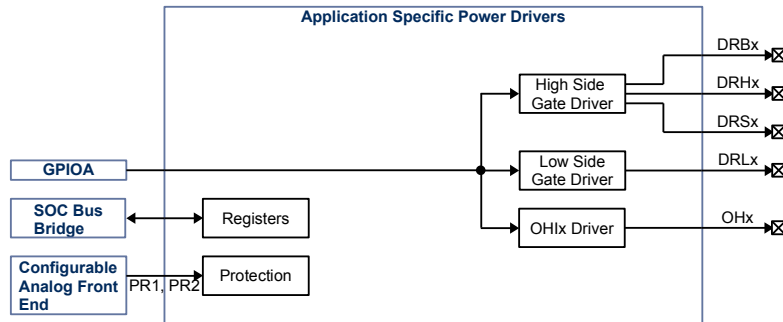 Application Specific Power Drivers
DRBx
High Side
Gate Driver
DRHx
DRSx
GPIOA
Low Side
Gate Driver
DRLx
SOC Bus
Bridge
Registers
OHIx Driver
OHx
Configurable
Analog Front
End
PR1, PR2
Protection